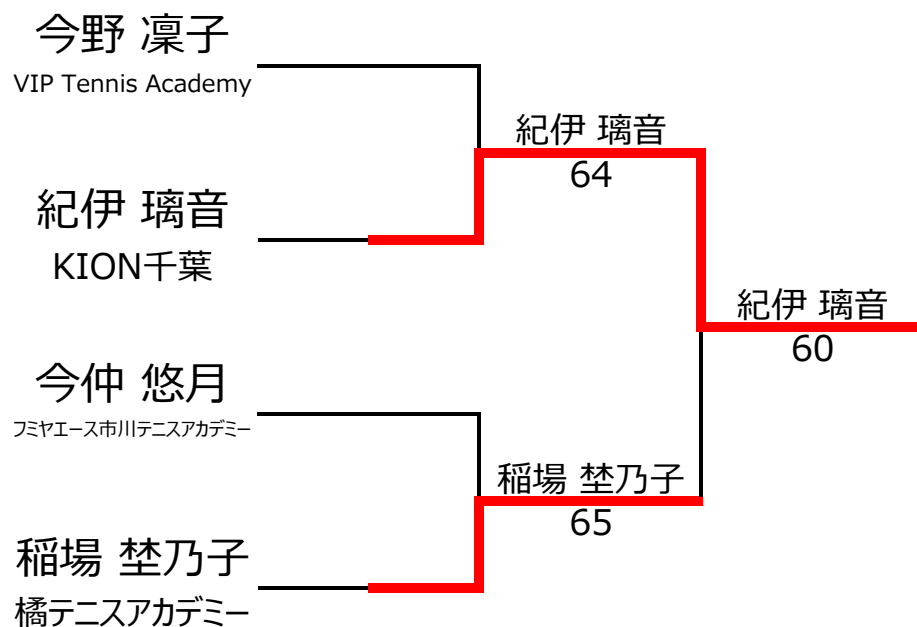 今野 凜子
VIP Tennis Academy
紀伊 璃音
64
紀伊 璃音
KION千葉
紀伊 璃音
60
今仲 悠月
フミヤエース市川テニスアカデミー
稲場 埜乃子
65
稲場 埜乃子
橘テニスアカデミー